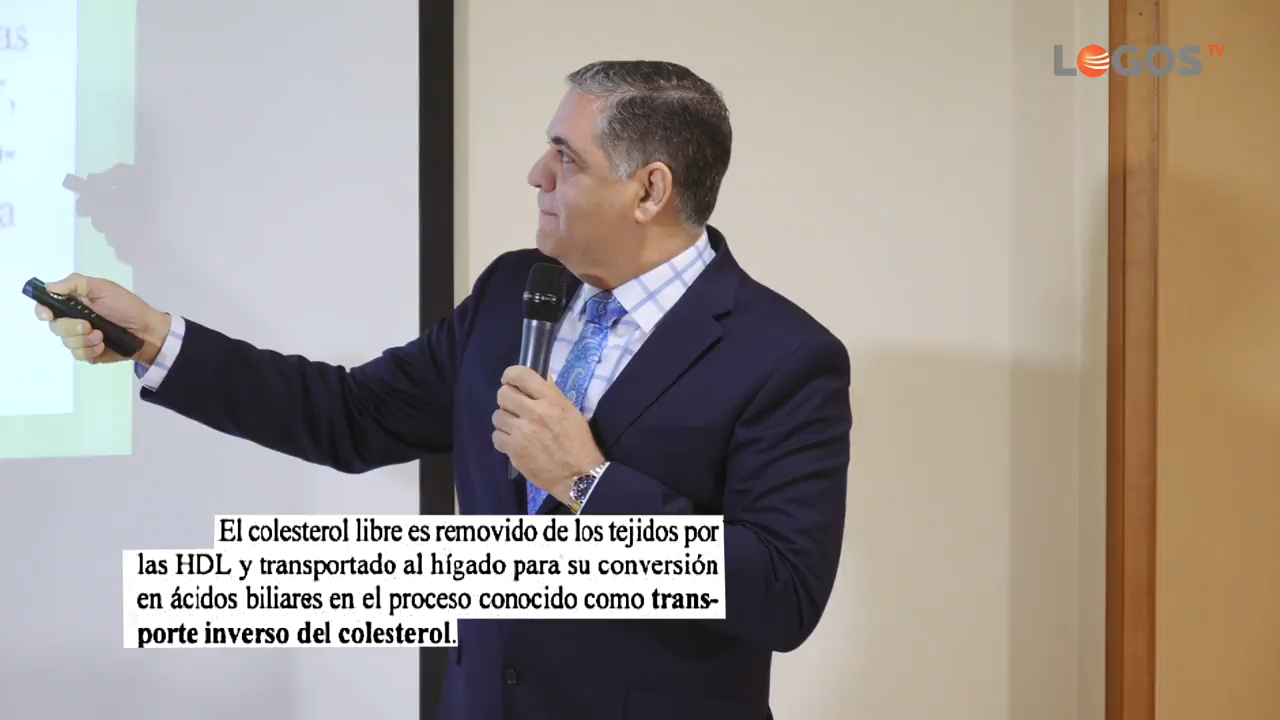 LOGOS TV
as
a
El colesterol libre es removido de los tejidos por
las HDL y transportado al hígado para su conversión
en ácidos biliares en el proceso conocido como trans-
porte inverso del colesterol.